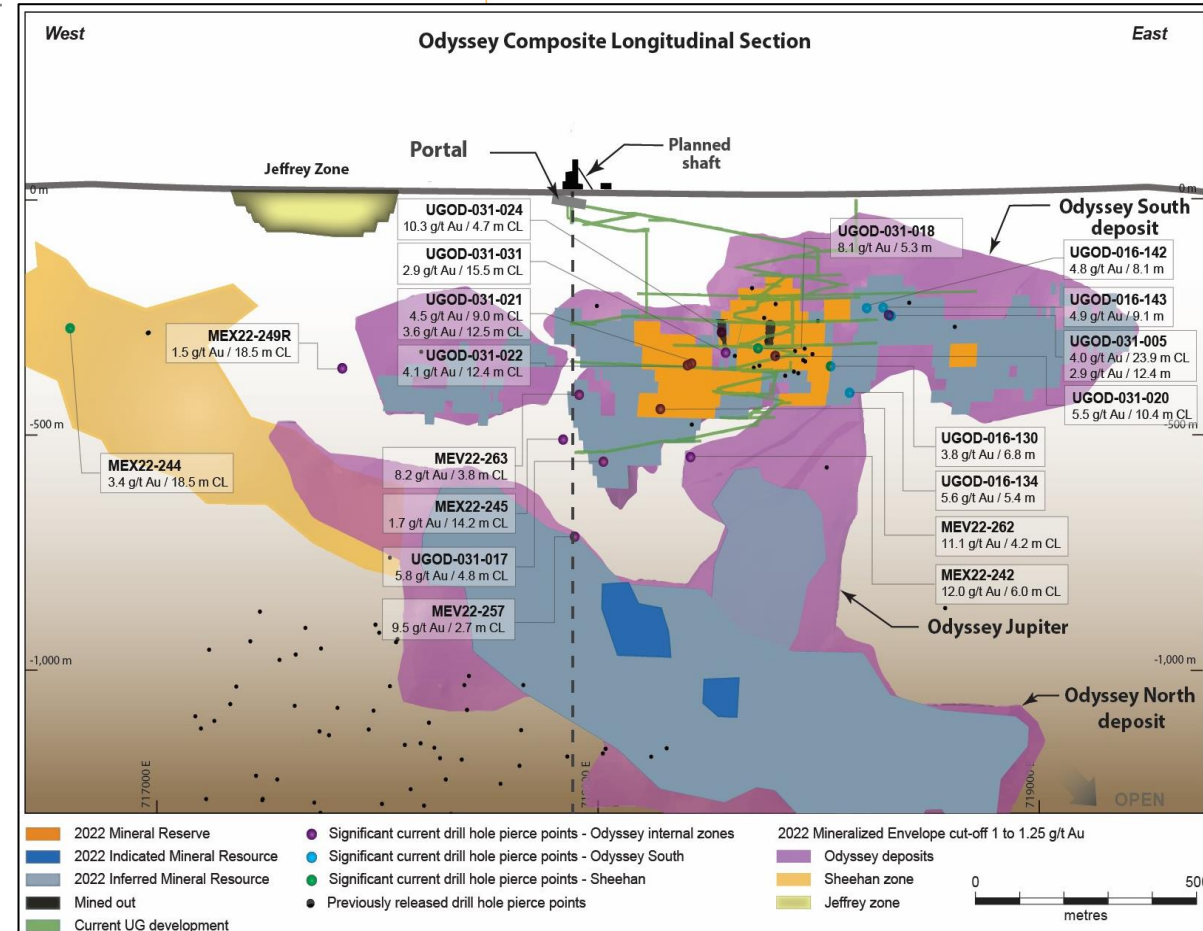 West
Odyssey Composite Longitudinal Section
East
Portal
Planned
shaft
Jeffrey Zone
0 m
0 m
UGOD-031-024
10.3 g/t Au / 4.7 m CL
UGOD-031-031
2.9 g/t Au / 15.5 m CL
UGOD-031-021
4.5 g/t Au / 9.0 m CL
3.6 g/t Au / 12.5 m CL
UGOD-031-022
4.1 g/t Au / 12.4 m CL
MEX22-249R
1.5 g/t Au / 18.5 m CL
UGOD-031-018
8.1 g/t Au / 5.3 m
Odyssey South
deposit
UGOD-016-142
4.8 g/t Au / 8.1 m
UGOD-016-143
4.9 g/t Au / 9.1 m
UGOD-031-005
4.0 g/t Au / 23.9 m CL
2.9 g/t Au / 12.4 m
UGOD-031-020
5.5 g/t Au / 10.4 m CL
-500 m
-500 m
MEX22-244
3.4 g/t Au / 18.5 m CL
MEV22-263
8.2 g/t Au / 3.8 m CL
MEX22-245
1.7 g/t Au / 14.2 m CL
UGOD-031-017
5.8 g/t Au / 4.8 m CL
MEV22-257
9.5 g/t Au / 2.7 m CL
UGOD-016-130
3.8 g/t Au / 6.8 m
UGOD-016-134
5.6 g/t Au / 5.4 m
MEV22-262
11.1 g/t Au / 4.2 m CL
MEX22-242
12.0 g/t Au / 6.0 m CL
Odyssey Jupiter
-1,000 m
-1,000 m
Odyssey North
deposit
717000 E
719000 E
OPEN
2022 Mineral Reserve
2022 Indicated Mineral Resource
2022 Inferred Mineral Resource
Mined out
Current UG development
Significant current drill hole pierce points - Odyssey internal zones
Significant current drill hole pierce points - Odyssey South
Significant current drill hole pierce points - Sheehan
Previously released drill hole pierce points
2022 Mineralized Envelope cut-off 1 to 1.25 g/t Au
Odyssey deposits
Sheehan zone
Jeffrey zone
0
500
metres